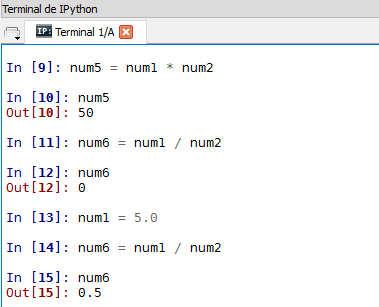 Terminal de IPython
IP: Terminal 1/A
In [9]: num5 = num1 * num2
In [10]: num5
Out[10]: 50
In [11]: num6 = num1 / num2
In [12]: num6
Out[12]: 0
In [13]: num1 = 5.0
In [14]: num6 = num1 / num2
In [15]: num6
Out[15]: 0.5